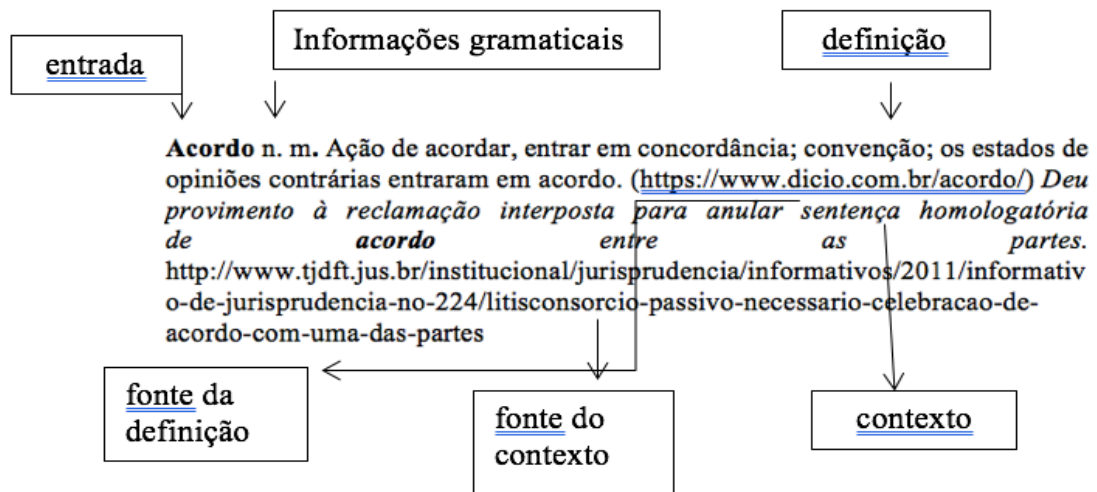 Informações gramaticais
definição
entrada
Acordo n. m. Ação de acordar, entrar em concordância; convenção; os estados de
opiniões contrárias entraram em acordo. (https://www.dicio.com.br/acordo/) Deu
provimento à reclamação interposta para anular sentença homologatória
de acordo entre as partes.
http://www.tjdft.jus.br/institucional/jurisprudencia/informativos/2011/informativ
o-de-jurisprudencia-no-224/litisconsorcio-passivo-necessario-celebracao-de-
acordo-com-uma-das-partes
fonte da
definição
fonte do
contexto
contexto